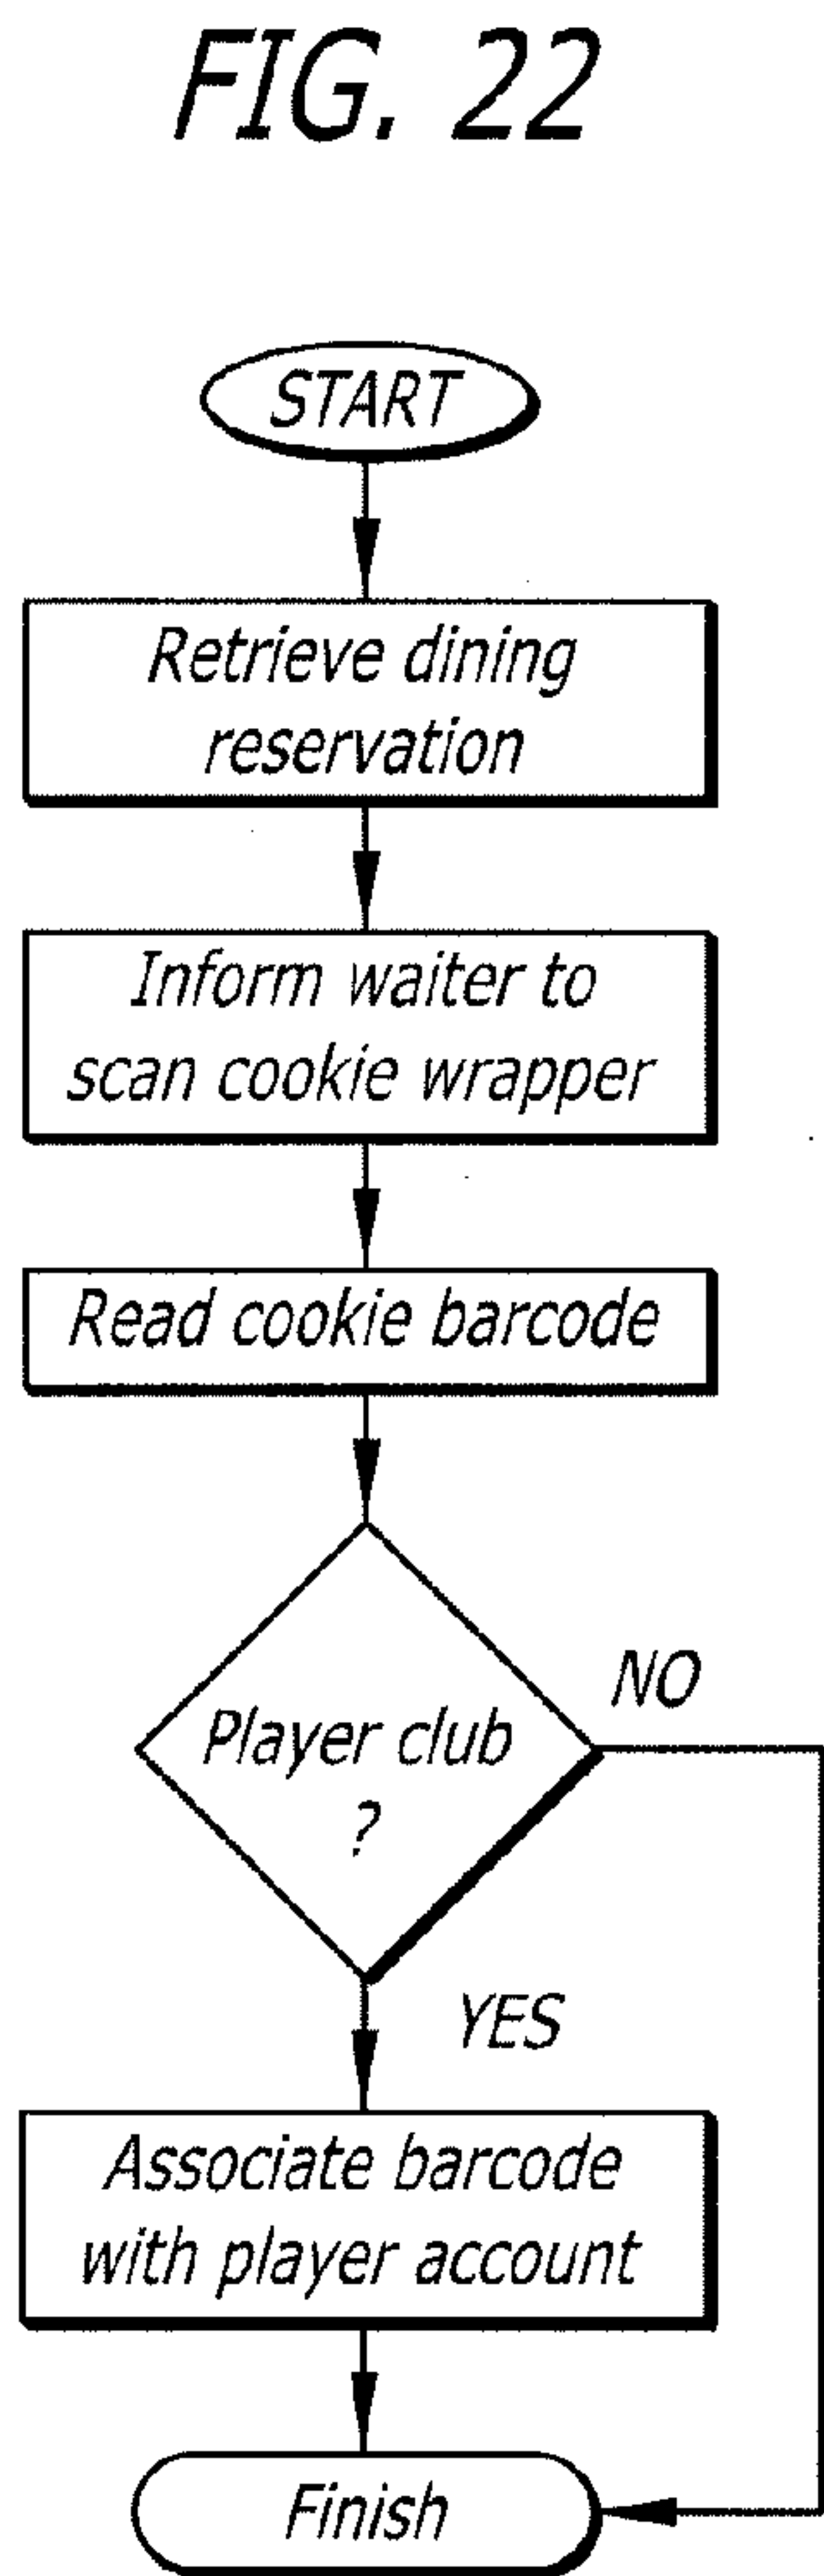 FIG. 22
START
Retrieve dining
reservation
Inform waiter to
scan cookie wrapper
Read cookie barcode
Player club
?
NO
YES
Associate barcode
with player account
Finish